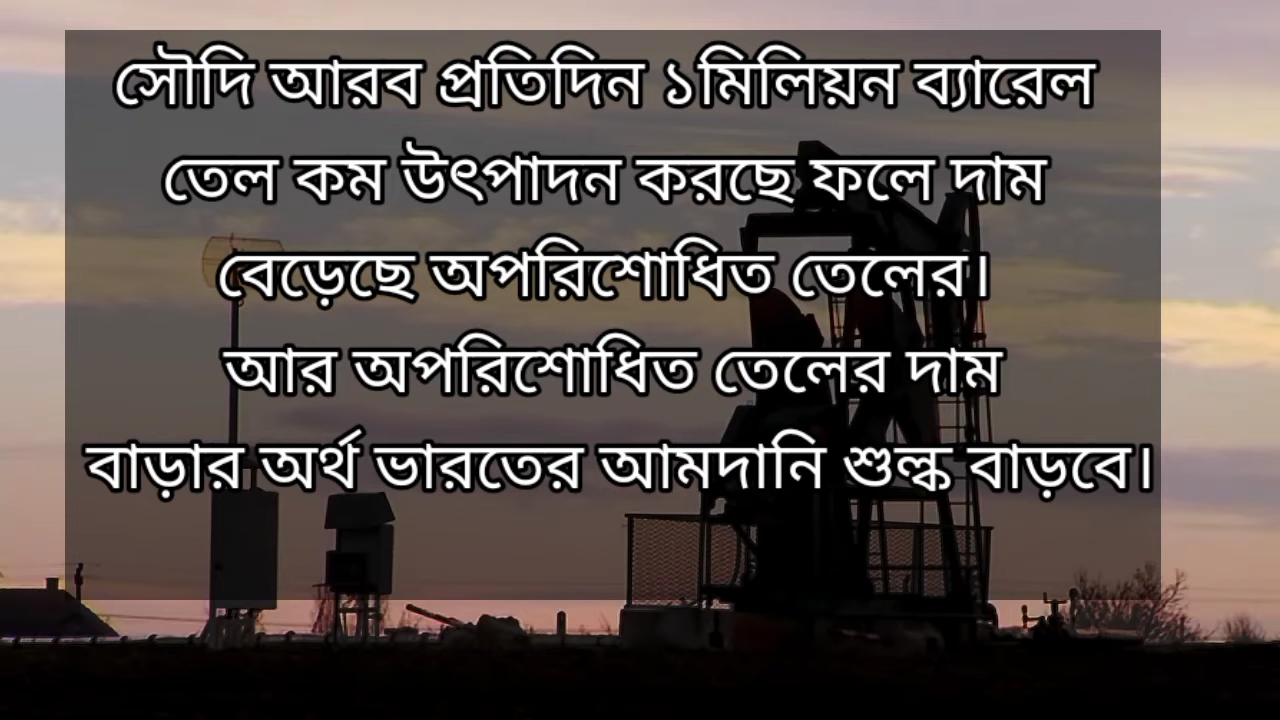 সৌদি আরব প্রতিদিন ১মিলিয়ন ব্যারেল
তেল কম উৎপাদন করছে ফলে দাম
বেড়েছে অপরিশোধিত তেলের।
আর অপরিশোধিত তেলের দাম
বাড়ার অর্থ ভারতের আমদানি শুল্ক বাড়বে।